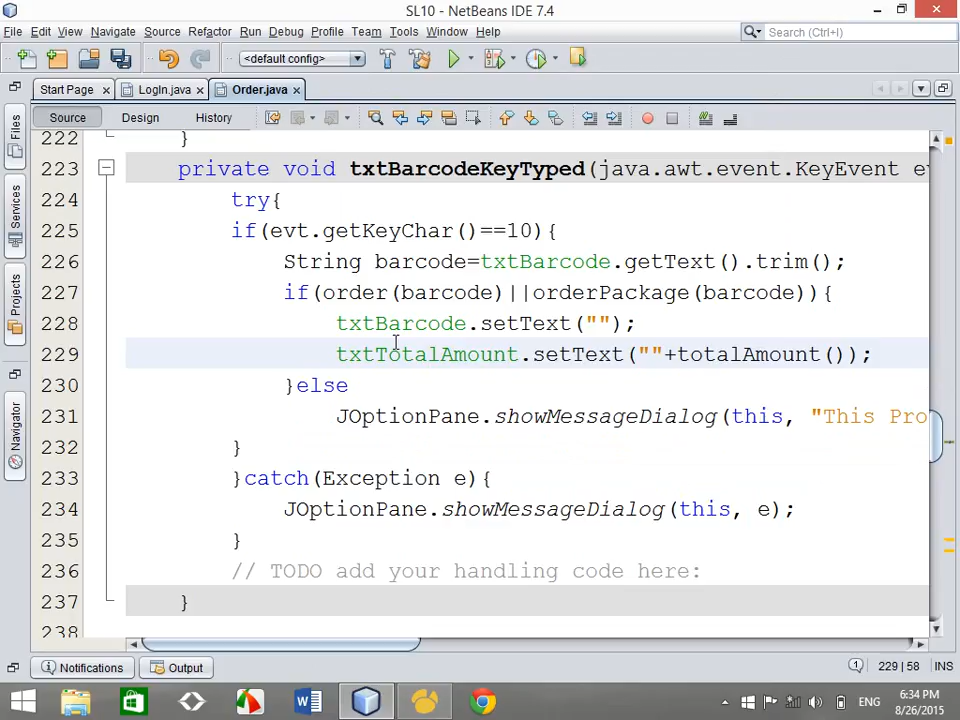 SL10 - NetBeans IDE 7.4
File Edit View Navigate Source Refactor Run Debug Profile Team Tools Window Help
Search (Ctrl+I)
<default config>
Start Page LogIn.java Order.java
Source Design History
Files
Services
Projects
Navigator
222 }
223 private void txtBarcodeKeyTyped(java.awt.event.KeyEvent ev
224 try{
225 if(evt.getKeyChar()==10){
226 String barcode=txtBarcode.getText().trim();
227 if(order(barcode)||orderPackage(barcode)){
228 txtBarcode.setText("");
229 txtTotalAmount.setText(""+totalAmount());
230 }else
231 JOptionPane.showMessageDialog(this, "This Pro
232 }
233 }catch(Exception e){
234 JOptionPane.showMessageDialog(this, e);
235 }
236 // TODO add your handling code here:
237 }
238
Notifications Output 1 229 | 58 INS
ENG 6:34 PM
8/26/2015